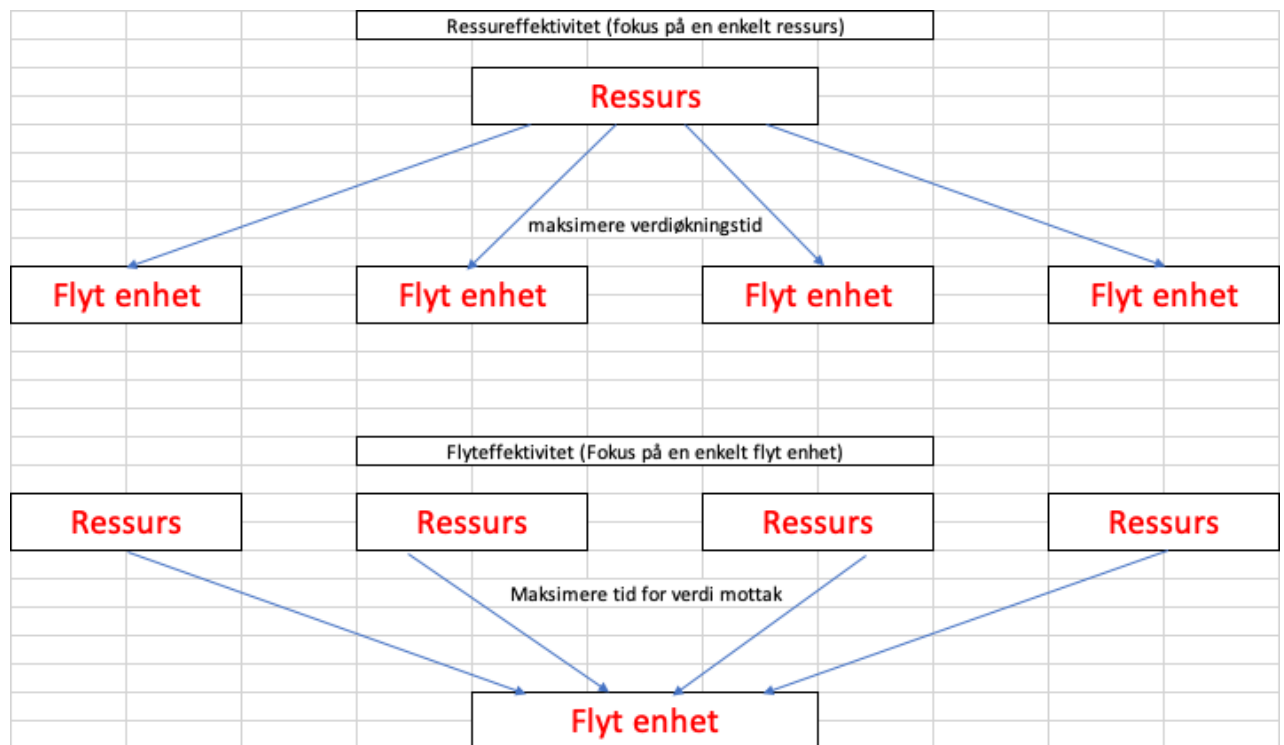 Ressureffektivitet (fokus på en enkelt ressurs)
Ressurs
maksimere verdiøkningstid
Flyt enhet
Flyt enhet
Flyt enhet
Flyt enhet
Flyteffektivitet (Fokus på en enkelt flyt enhet)
Ressurs
Ressurs
Ressurs
Ressurs
Maksimere tid for verdi mottak
Flyt enhet